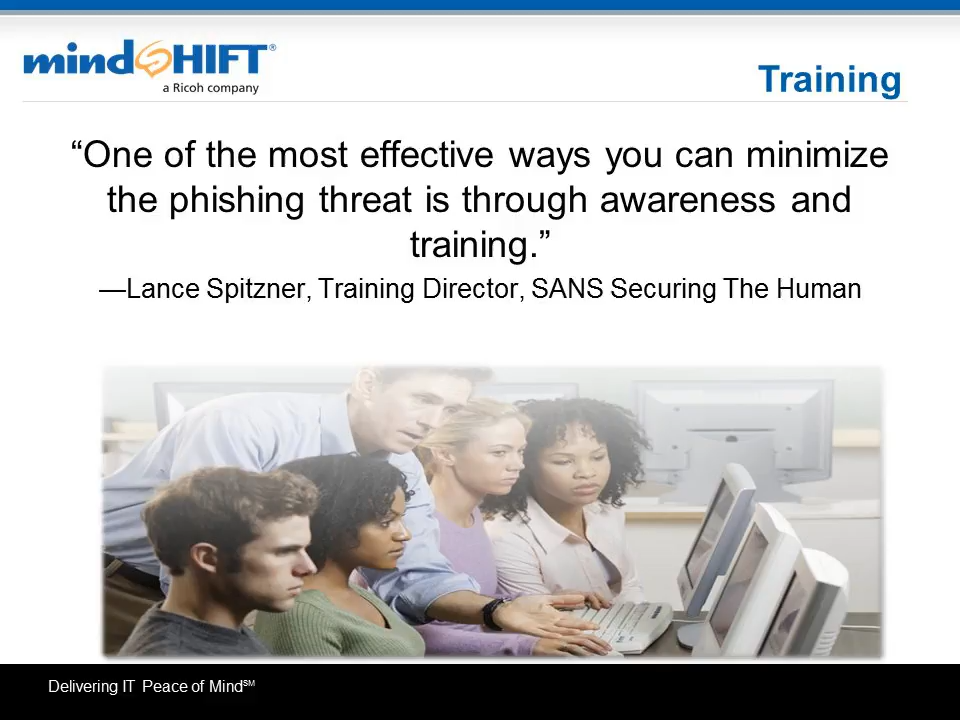 mindSHIFT®
a Ricoh company
Training
“One of the most effective ways you can minimize
the phishing threat is through awareness and
training.”
—Lance Spitzner, Training Director, SANS Securing The Human
Delivering IT Peace of Mind℠